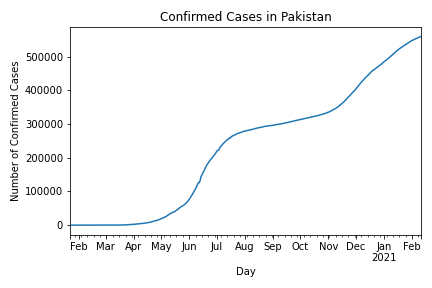 Confirmed Cases in Pakistan
Number of Confirmed Cases
500000
400000
300000
200000
100000
0
Feb Mar Apr May Jun Jul Aug Sep Oct Nov Dec Jan Feb
2021
Day